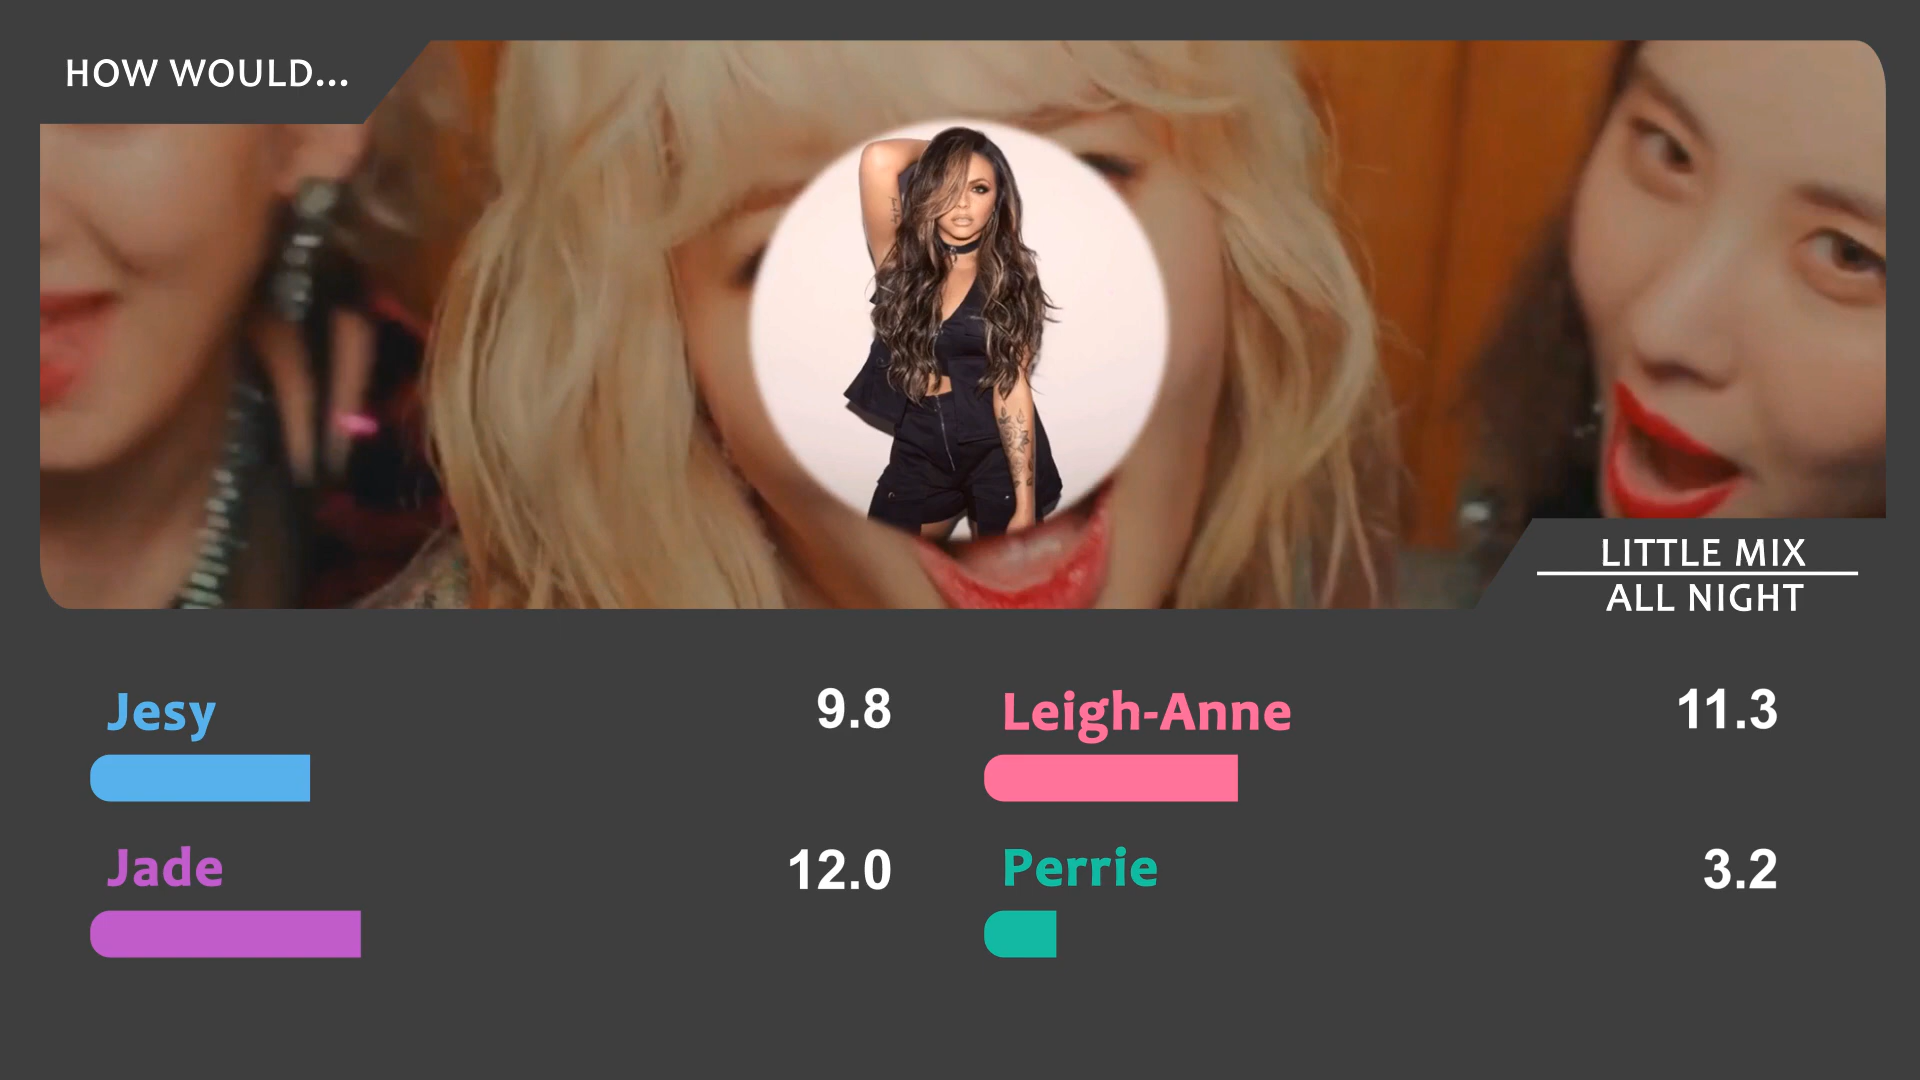 HOW WOULD...
LITTLE MIX
ALL NIGHT
Jesy 9.8
Leigh-Anne 11.3
Jade 12.0
Perrie 3.2